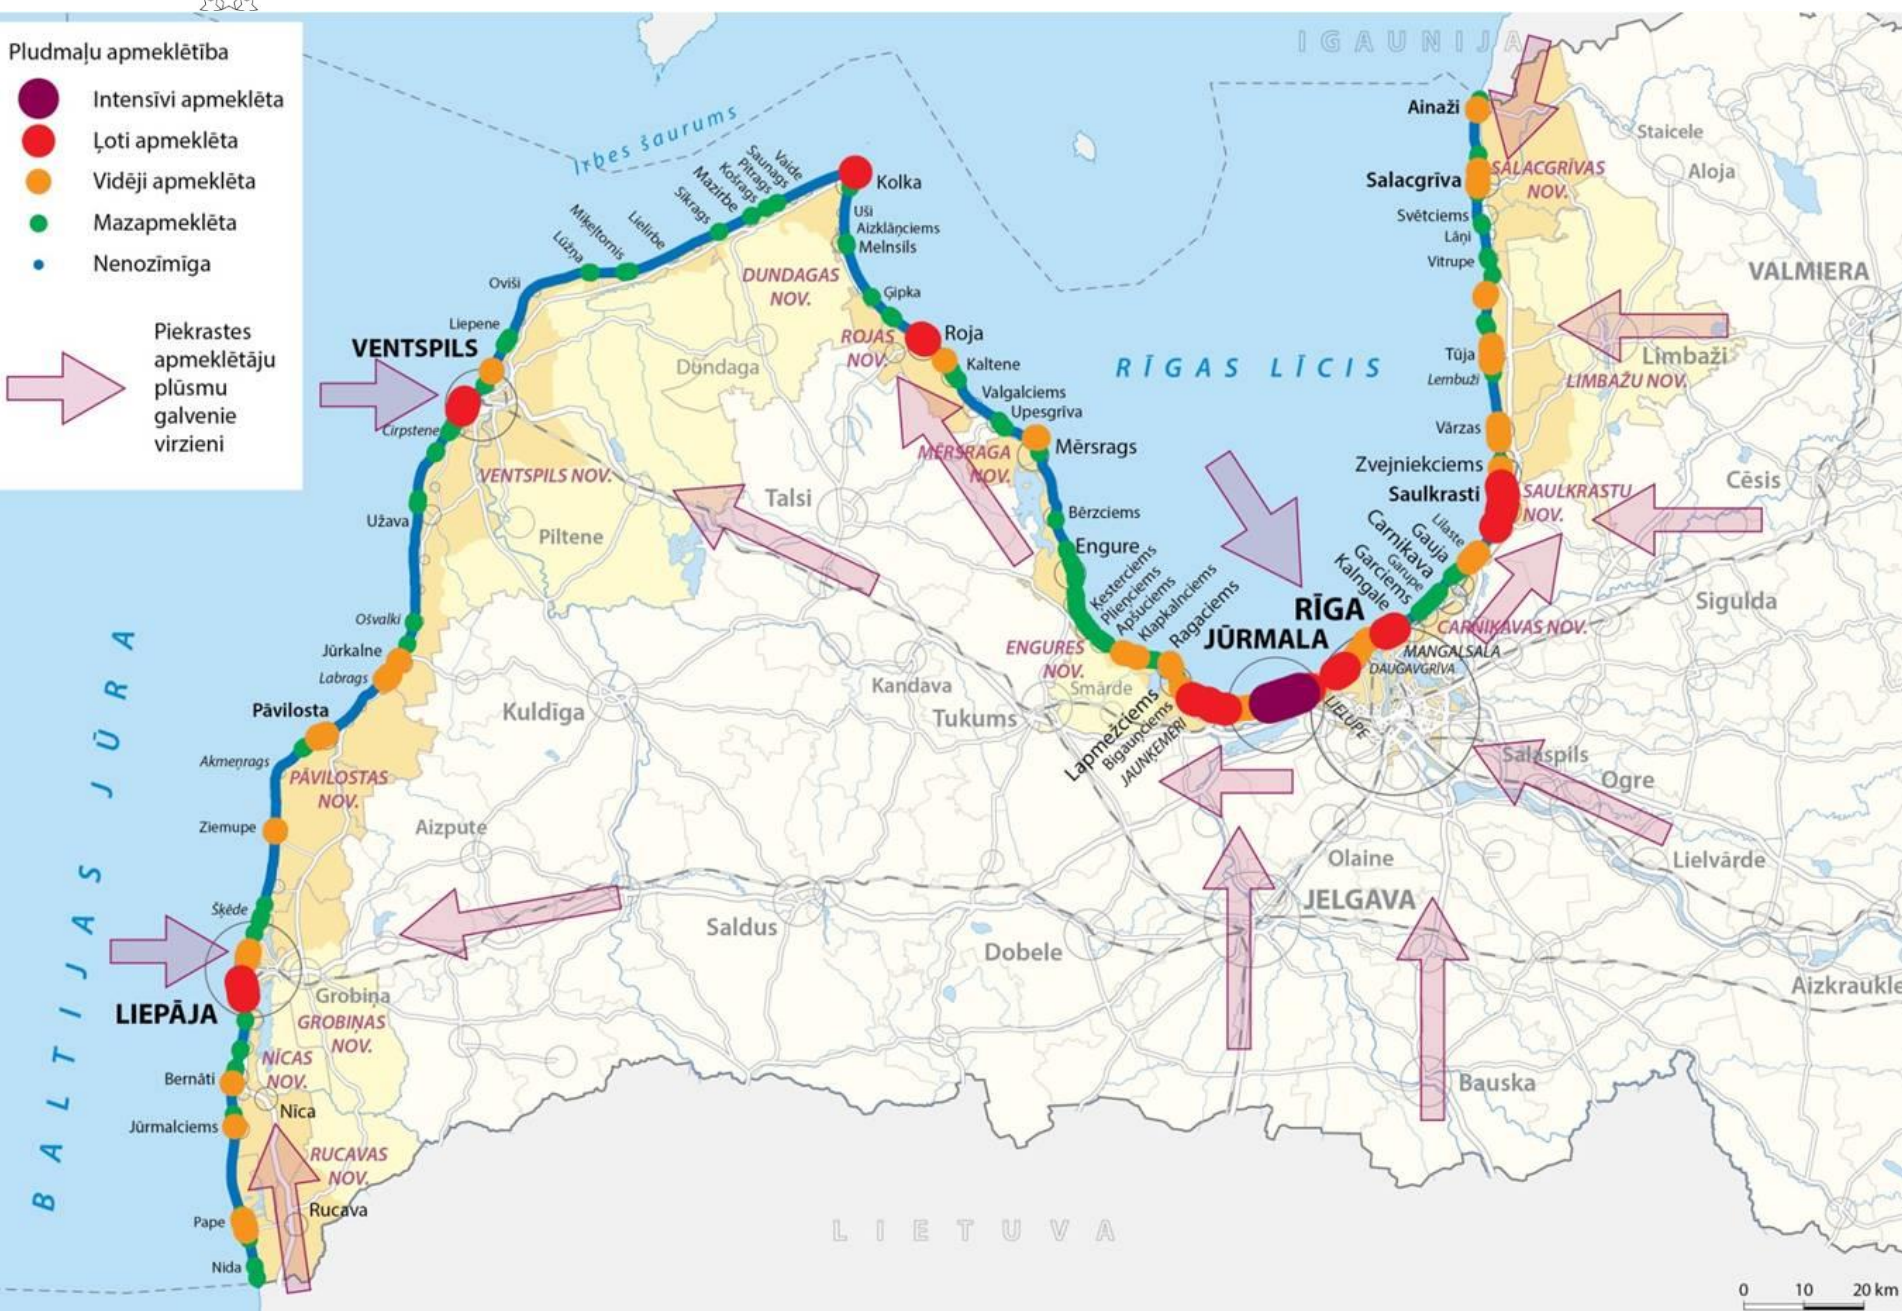 Pludmaļu apmeklētība
Intensīvi apmeklēta
Ļoti apmeklēta
Vidēji apmeklēta
Mazapmeklēta
Nenozīmīga
Piekrastes
apmeklētāju
plūsmu
galvenie
virzieni
IGAUNIJA
Irbes šaurums
RĪGAS LĪCIS
BALTIJAS JŪRA
LIETUVA
Ainaži
Staicele
Aloja
SALACGRĪVAS
NOV.
Salacgrīva
Svētciems
Lāņi
Vitrupe
VALMIERA
Tūja
Lembuži
Limbaži
LIMBAŽU NOV.
Vārzas
Zvejniekciems
Saulkrasti
SAULKRASTU
NOV.
Cēsis
Lilaste
Gauja
Carnikava
Garupe
Garciems
Kalngale
Sigulda
CARNIKAVAS NOV.
RĪGA
JŪRMALA
MANGAĻSALA
DAUGAVGRĪVA
LIELUPE
Salaspils
Ogre
Lielvārde
Olaine
JELGAVA
Aizkraukle
Bauska
Dobele
Saldus
Kolka
Vaide
Saunags
Pitrags
Košrags
Mazirbe
Sīkrags
Lielirbe
Miķeļtornis
Lūžņa
Oviši
Liepene
VENTSPILS
Cirpstene
Uši
Aizklāņciems
Melnsils
Ģipka
DUNDAGAS
NOV.
Dundaga
ROJAS
NOV.
Roja
Kaltene
Valgalciems
Upesgrīva
Mērsrags
MĒRSRAGA
NOV.
Bērzciems
Engure
Ķesterciems
Plieņciems
Apšuciems
Klapkalnciems
Ragaciems
ENGURES
NOV.
Smārde
Lapmežciems
Bigauņciems
JAUNĶEMERI
VENTSPILS NOV.
Talsi
Piltene
Užava
Kandava
Tukums
Kuldīga
Ošvalki
Jūrkalne
Labrags
Pāvilosta
Akmeņrags
PĀVILOSTAS
NOV.
Ziemupe
Aizpute
Šķēde
LIEPĀJA
Grobiņa
GROBIŅAS
NOV.
NĪCAS
NOV.
Bernāti
Nīca
Jūrmalciems
RUCAVAS
NOV.
Rucava
Pape
Nida
0 10 20 km